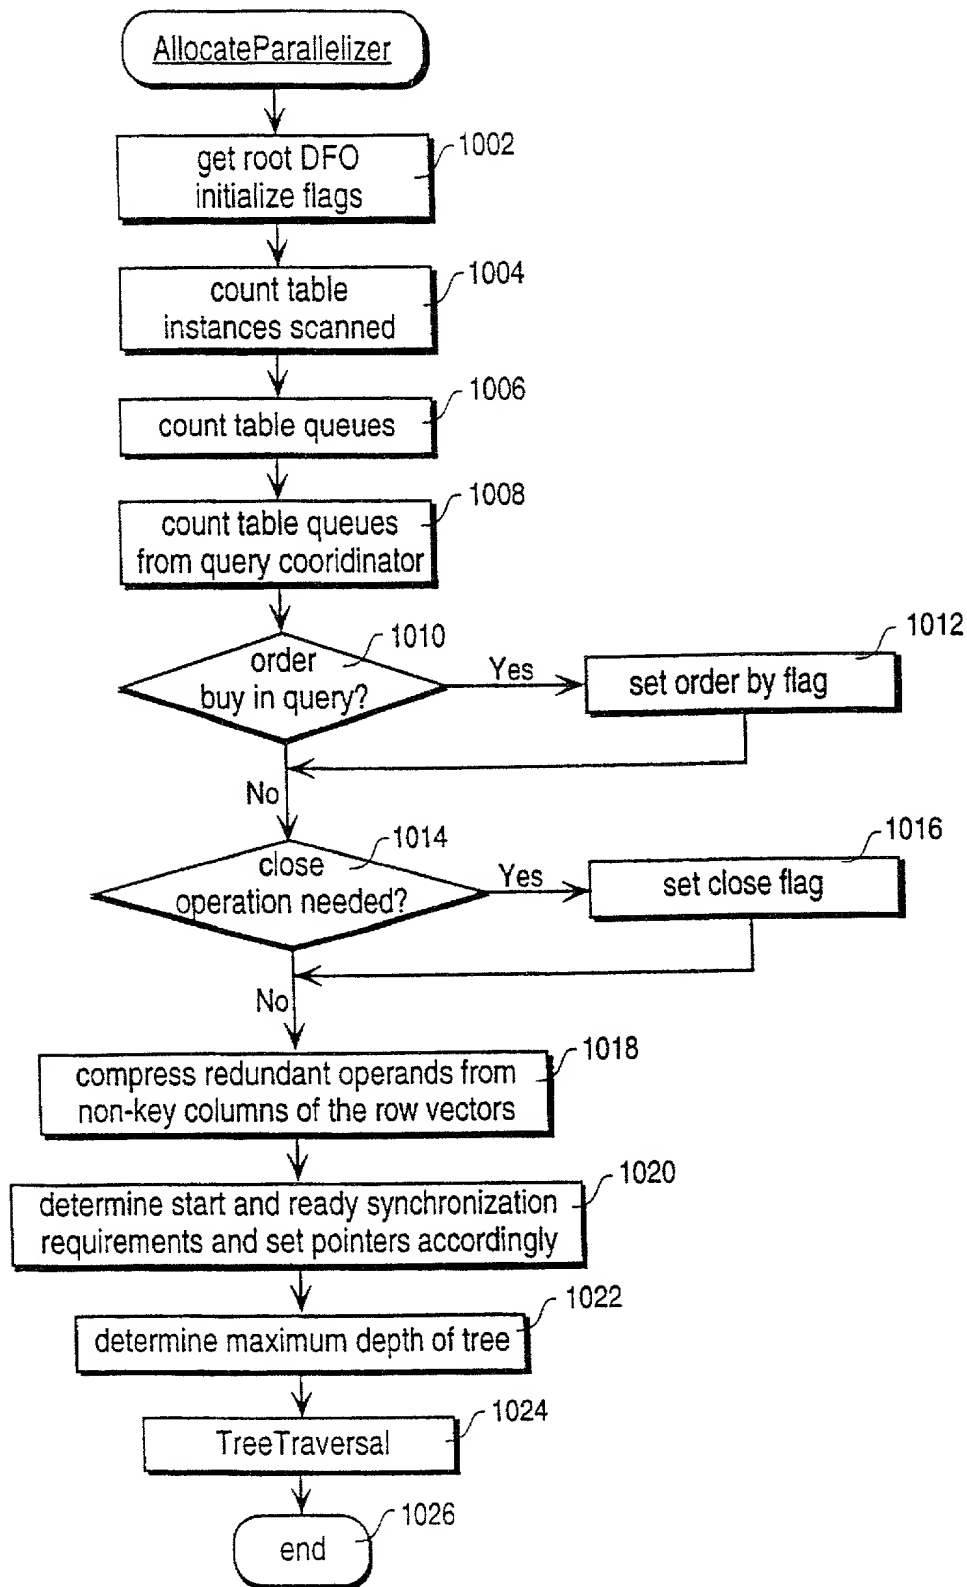 AllocateParallelizer
1002
get root DFO
initialize flags
1004
count table
instances scanned
1006
count table queues
1008
count table queues
from query cooridinator
1010
order
buy in query?
Yes
1012
set order by flag
No
1014
close
operation needed?
Yes
1016
set close flag
No
1018
compress redundant operands from
non-key columns of the row vectors
1020
determine start and ready synchronization
requirements and set pointers accordingly
1022
determine maximum depth of tree
1024
TreeTraversal
1026
end